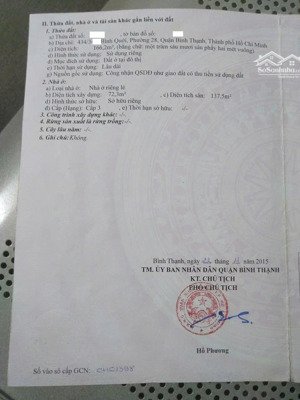 II. Thửa đất, nhà ở và tài sản khác gắn liền với đất
1. Thửa đất:
a) Thửa đất số: , tờ bản đồ số:
b) Địa chỉ: 414/ Bình Quới, Phường 28, Quận Bình Thạnh, Thành phố Hồ Chí Minh
c) Diện tích: 166,2m², (bằng chữ: một trăm sáu mươi sáu phẩy hai mét vuông)
d) Hình thức sử dụng: Sử dụng riêng
đ) Mục đích sử dụng: Đất ở tại đô thị
e) Thời hạn sử dụng: Lâu dài
g) Nguồn gốc sử dụng: Công nhận QSDĐ như giao đất có thu tiền sử dụng đất
2. Nhà ở:
a) Loại nhà ở: Nhà ở riêng lẻ
b) Diện tích xây dựng: 72,3m² c) Diện tích sàn: 137,5m²
d) Hình thức sở hữu: Sở hữu riêng
đ) Cấp (Hạng): Cấp 3 e) Thời hạn sở hữu: -/-
3. Công trình xây dựng khác: -/-
4. Rừng sản xuất là rừng trồng: -/-
5. Cây lâu năm: -/-
6. Ghi chú: Không
Bình Thạnh, ngày tháng năm 2015
TM. ỦY BAN NHÂN DÂN QUẬN BÌNH THẠNH
KT. CHỦ TỊCH
PHÓ CHỦ TỊCH
Hồ Phương
Số vào sổ cấp GCN: